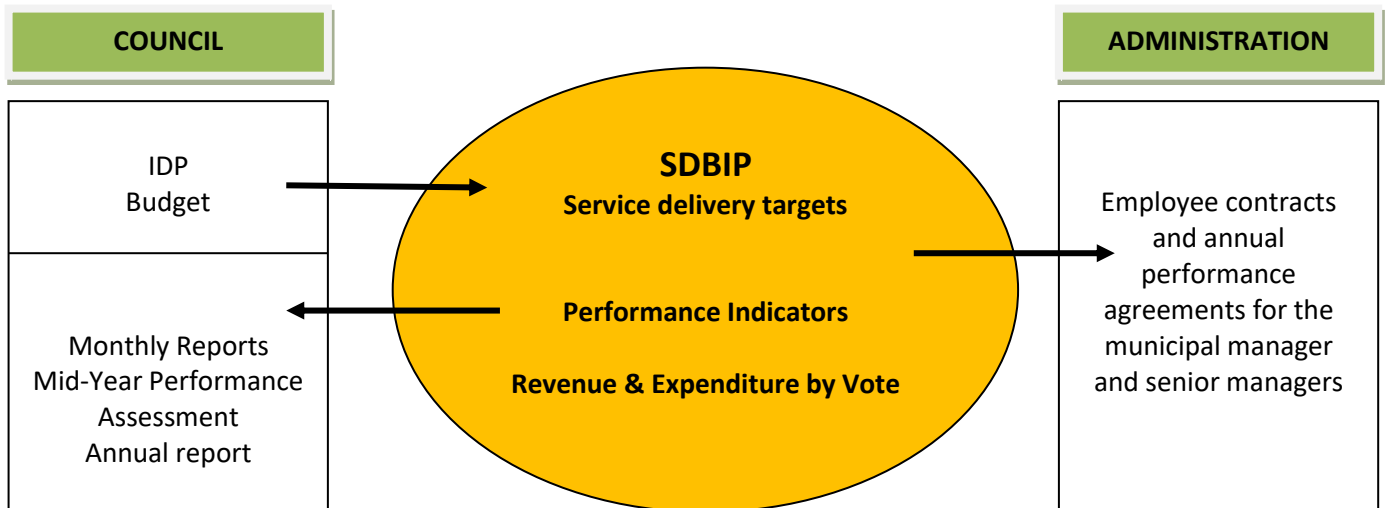 COUNCIL
IDP
Budget
Monthly Reports
Mid-Year Performance
Assessment
Annual report
SDBIP
Service delivery targets
Performance Indicators
Revenue & Expenditure by Vote
ADMINISTRATION
Employee contracts
and annual
performance
agreements for the
municipal manager
and senior managers